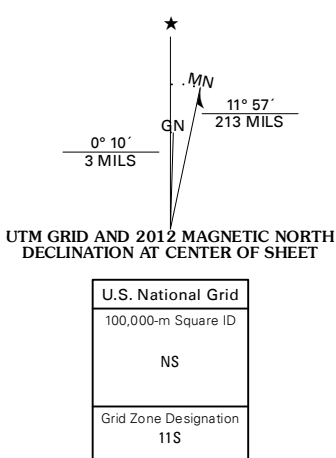 ★
MN
GN
11° 57´
213 MILS
0° 10´
3 MILS
UTM GRID AND 2012 MAGNETIC NORTH
DECLINATION AT CENTER OF SHEET
U.S. National Grid
100,000-m Square ID
NS
Grid Zone Designation
11S